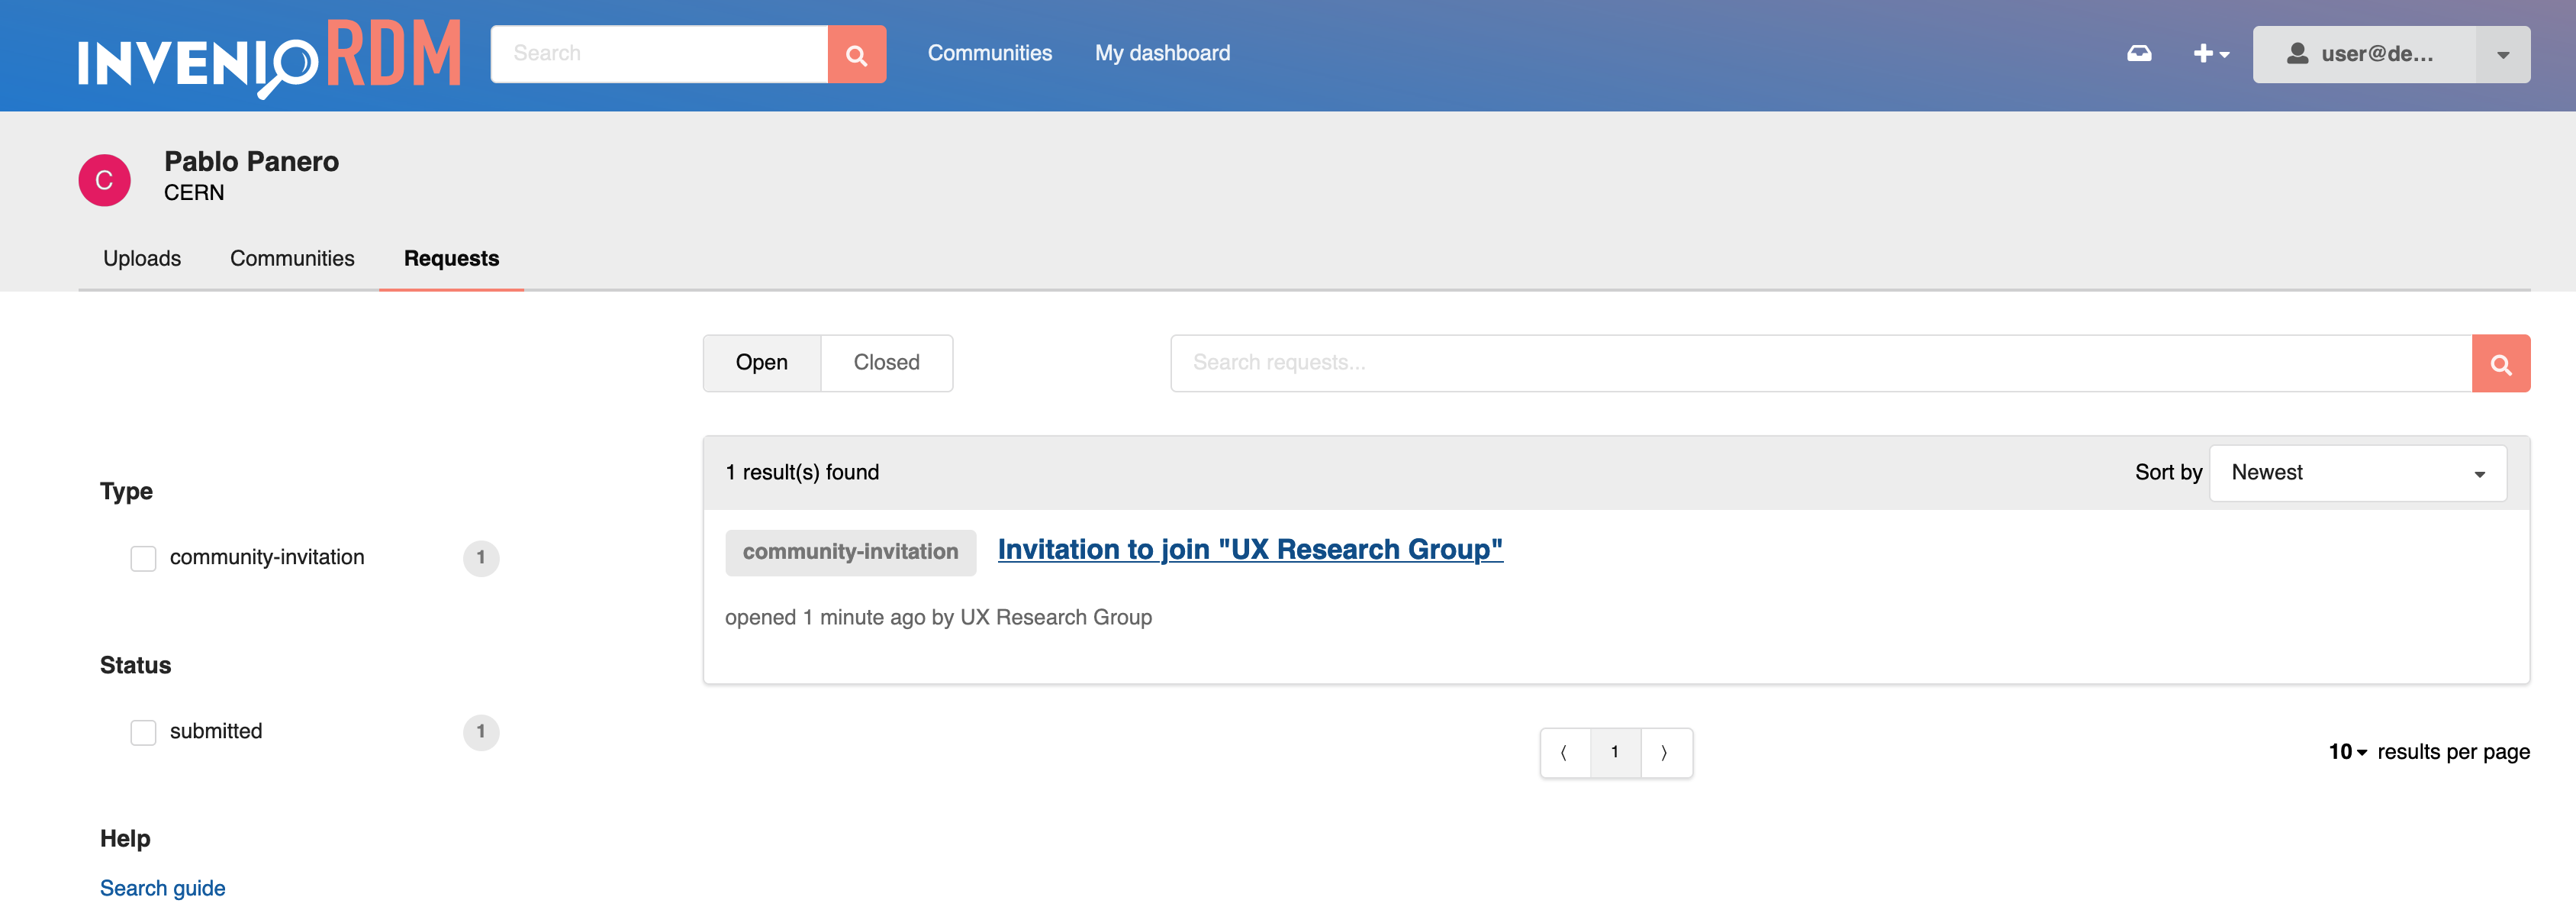 INVENIO RDM Search Communities My dashboard user@de...
C Pablo Panero
CERN
Uploads Communities Requests
Open Closed Search requests...
1 result(s) found Sort by Newest
Type
community-invitation 1
community-invitation Invitation to join "UX Research Group"
opened 1 minute ago by UX Research Group
Status
submitted 1
⟨ 1 ⟩ 10 results per page
Help
Search guide